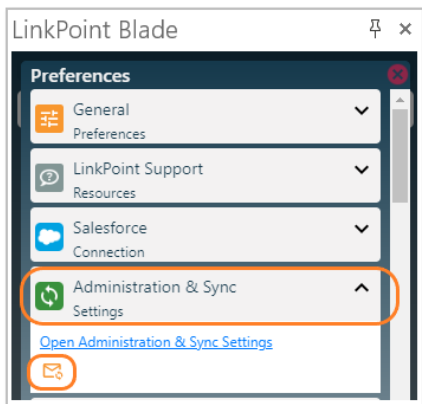 LinkPoint Blade
Preferences
General
Preferences
LinkPoint Support
Resources
Salesforce
Connection
Administration & Sync
Settings
Open Administration & Sync Settings